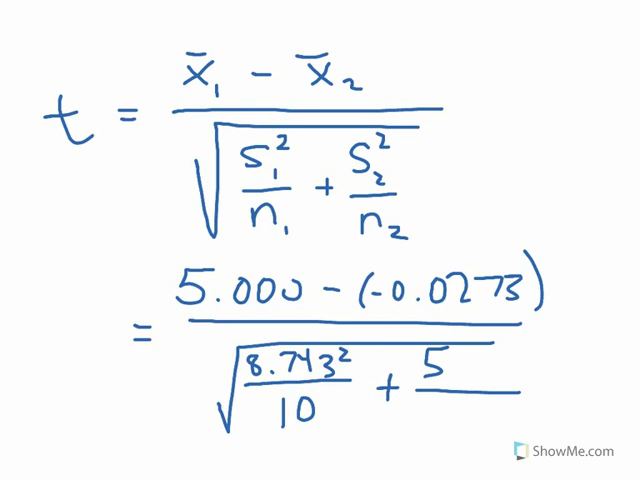 t = x̄₁ - x̄₂ / √(s₁²/n₁ + s₂²/n₂)
= 5.000 - (-0.0273) / √(8.743²/10 + 5/ )
ShowMe.com